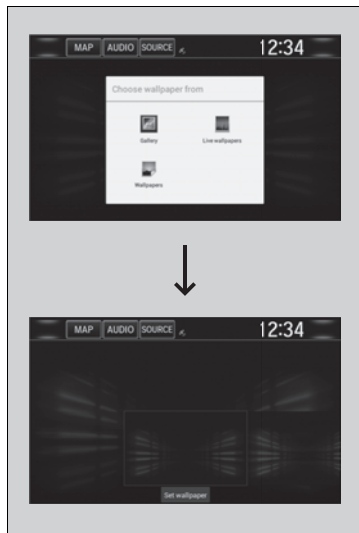 MAP AUDIO SOURCE 12:34
Choose wallpaper from
Gallery Live wallpapers
Wallpapers
MAP AUDIO SOURCE 12:34
Set wallpaper